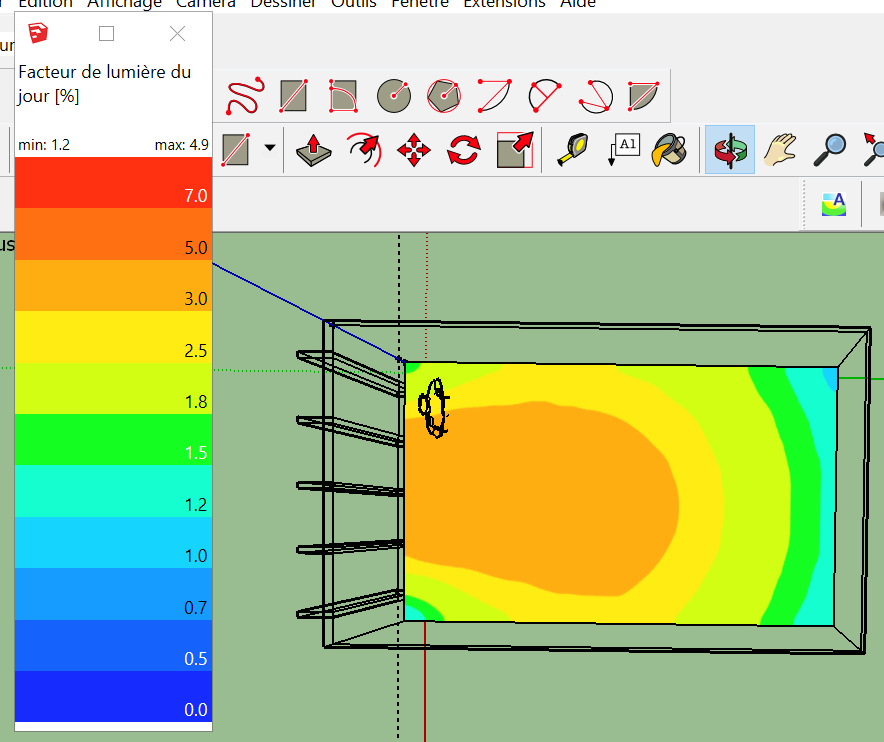 Edition Affichage Caméra Dessiner Outils Fenêtre Extensions Aide
Facteur de lumière du
jour [%]
min: 1.2 max: 4.9
7.0
5.0
3.0
2.5
1.8
1.5
1.2
1.0
0.7
0.5
0.0
A1
A